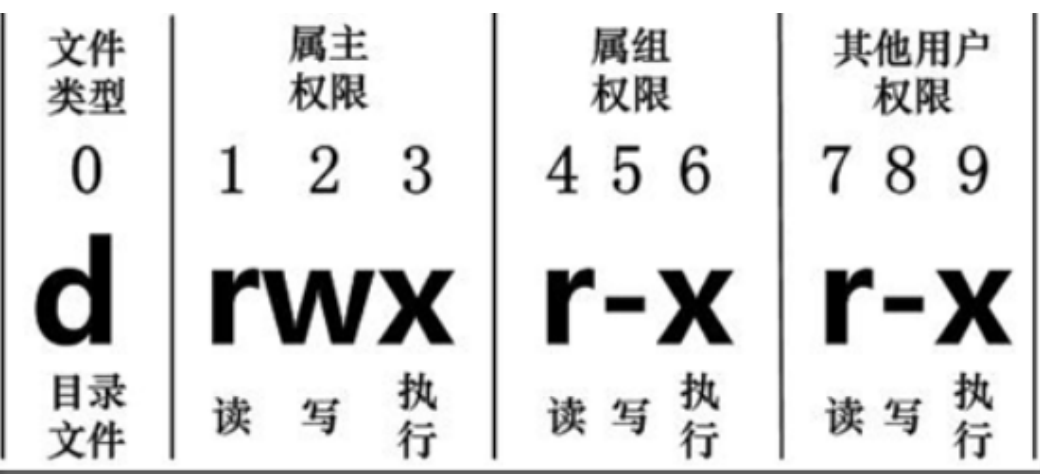 文件 属主 属组 其他用户
类型 权限 权限 权限
0 1 2 3 4 5 6 7 8 9
d rwx r-x r-x
目录文件 读 写 执行 读 写 执行 读 写 执行